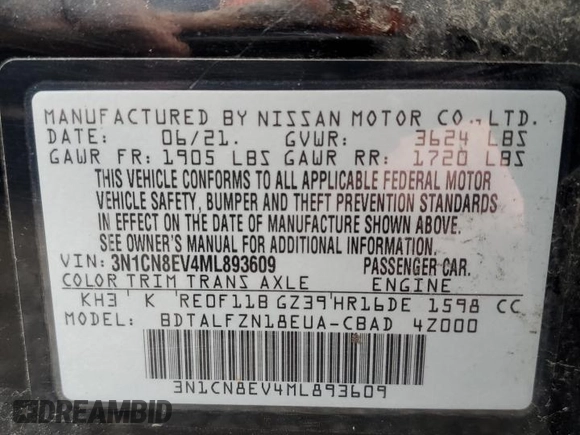 MANUFACTURED BY NISSAN MOTOR CO., LTD.
DATE: 06/21. GVWR: 3624 LBS
GAWR FR: 1905 LBS GAWR RR: 1720 LBS
THIS VEHICLE CONFORMS TO ALL APPLICABLE FEDERAL MOTOR
VEHICLE SAFETY, BUMPER AND THEFT PREVENTION STANDARDS
IN EFFECT ON THE DATE OF MANUFACTURE SHOWN ABOVE.
SEE OWNER'S MANUAL FOR ADDITIONAL INFORMATION.
VIN: 3N1CN8EV4ML893609 PASSENGER CAR.
COLOR TRIM TRANS AXLE ENGINE
KH3 K RE0F11B GZ39 HR16DE 1598 CC
MODEL: BDTALFZN18EUA-CBAD 4Z000
3N1CN8EV4ML893609
DREAMBID